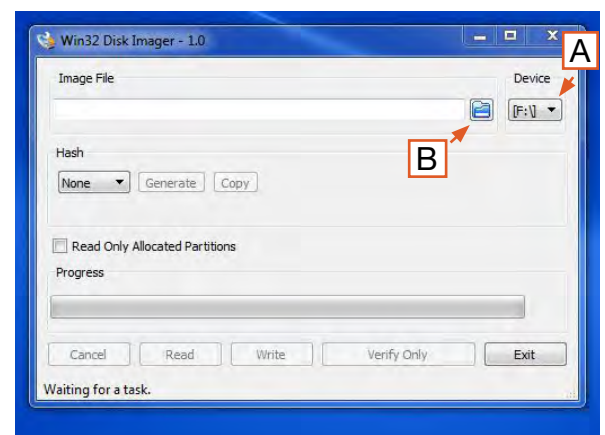 Win32 Disk Imager - 1.0
A
Image File
Device
[F:\]
B
Hash
None
Generate
Copy
Read Only Allocated Partitions
Progress
Cancel
Read
Write
Verify Only
Exit
Waiting for a task.